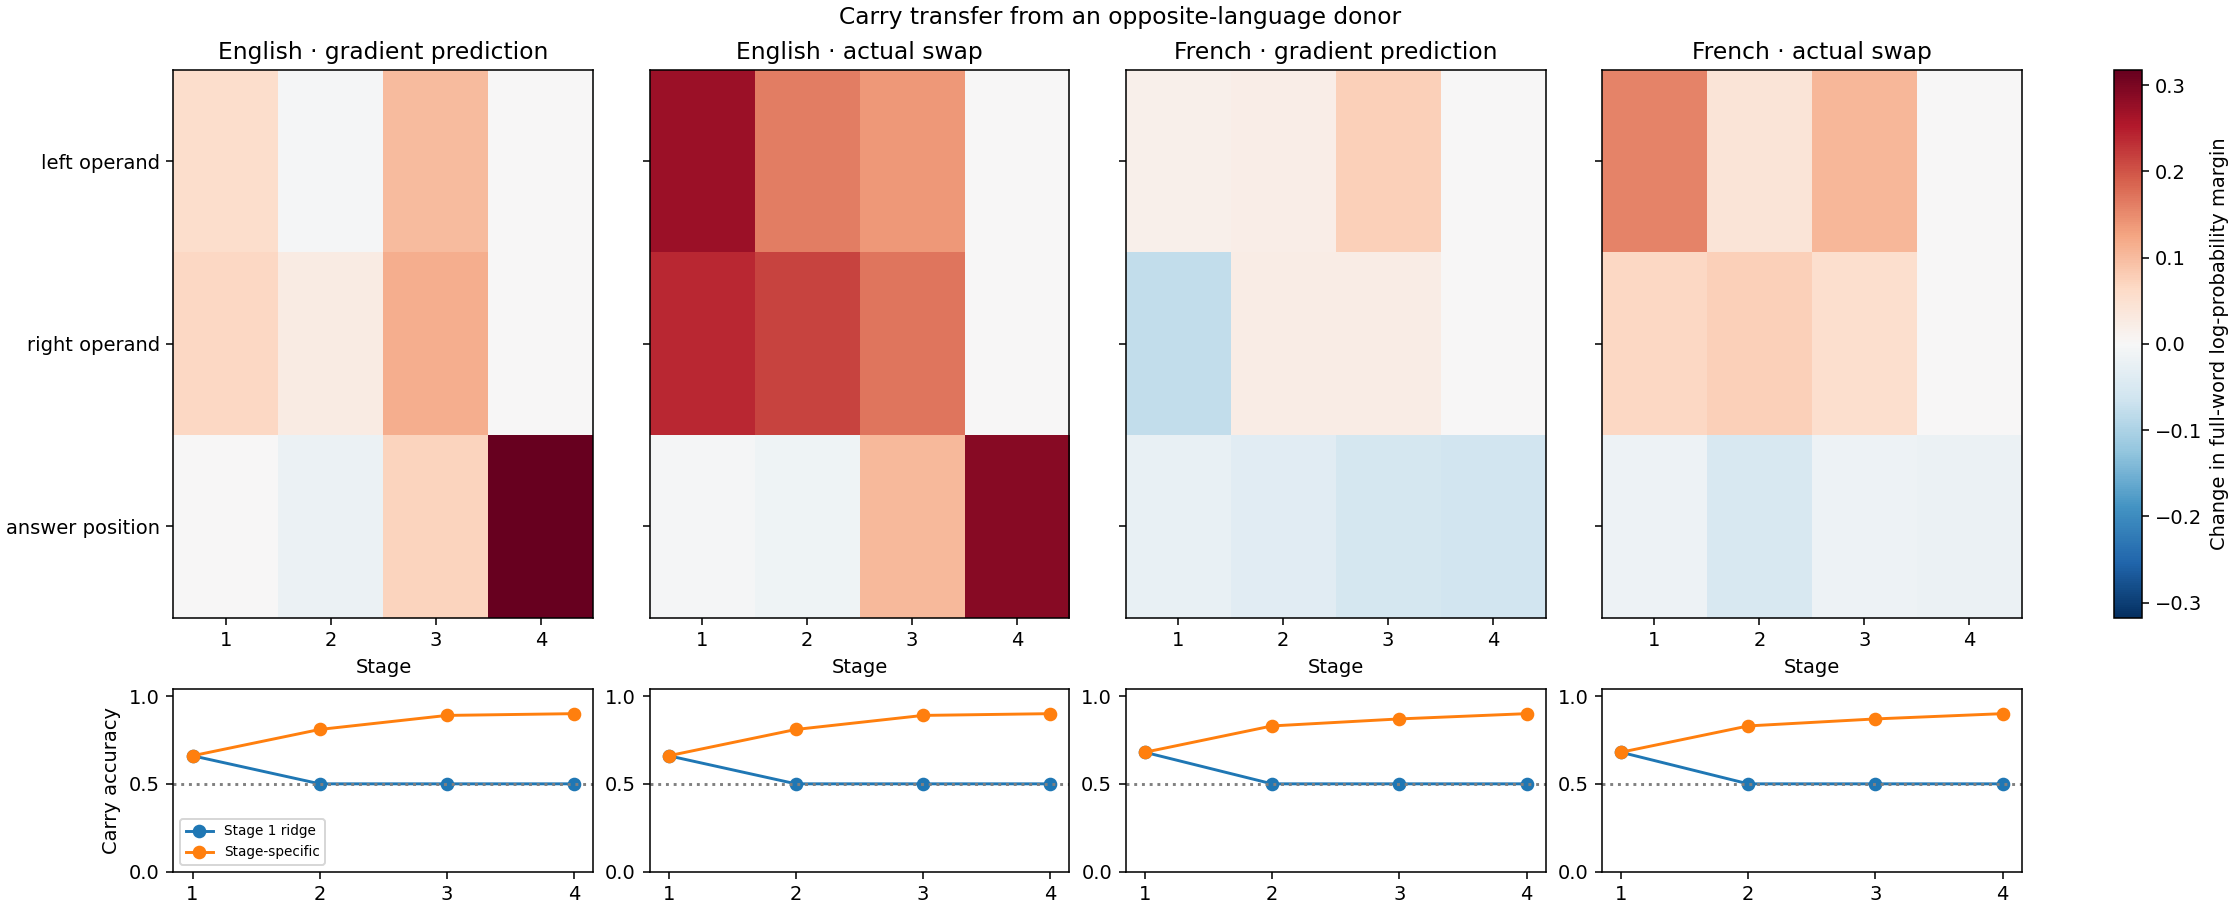 Carry transfer from an opposite-language donor
English · gradient prediction
English · actual swap
French · gradient prediction
French · actual swap
left operand
right operand
answer position
1 2 3 4
Stage
1 2 3 4
Stage
1 2 3 4
Stage
1 2 3 4
Stage
0.3
0.2
0.1
0.0
−0.1
−0.2
−0.3
Change in full-word log-probability margin
Carry accuracy
1.0
0.5
0.0
Stage 1 ridge
Stage-specific
1 2 3 4
1.0
0.5
0.0
1 2 3 4
1.0
0.5
0.0
1 2 3 4
1.0
0.5
0.0
1 2 3 4